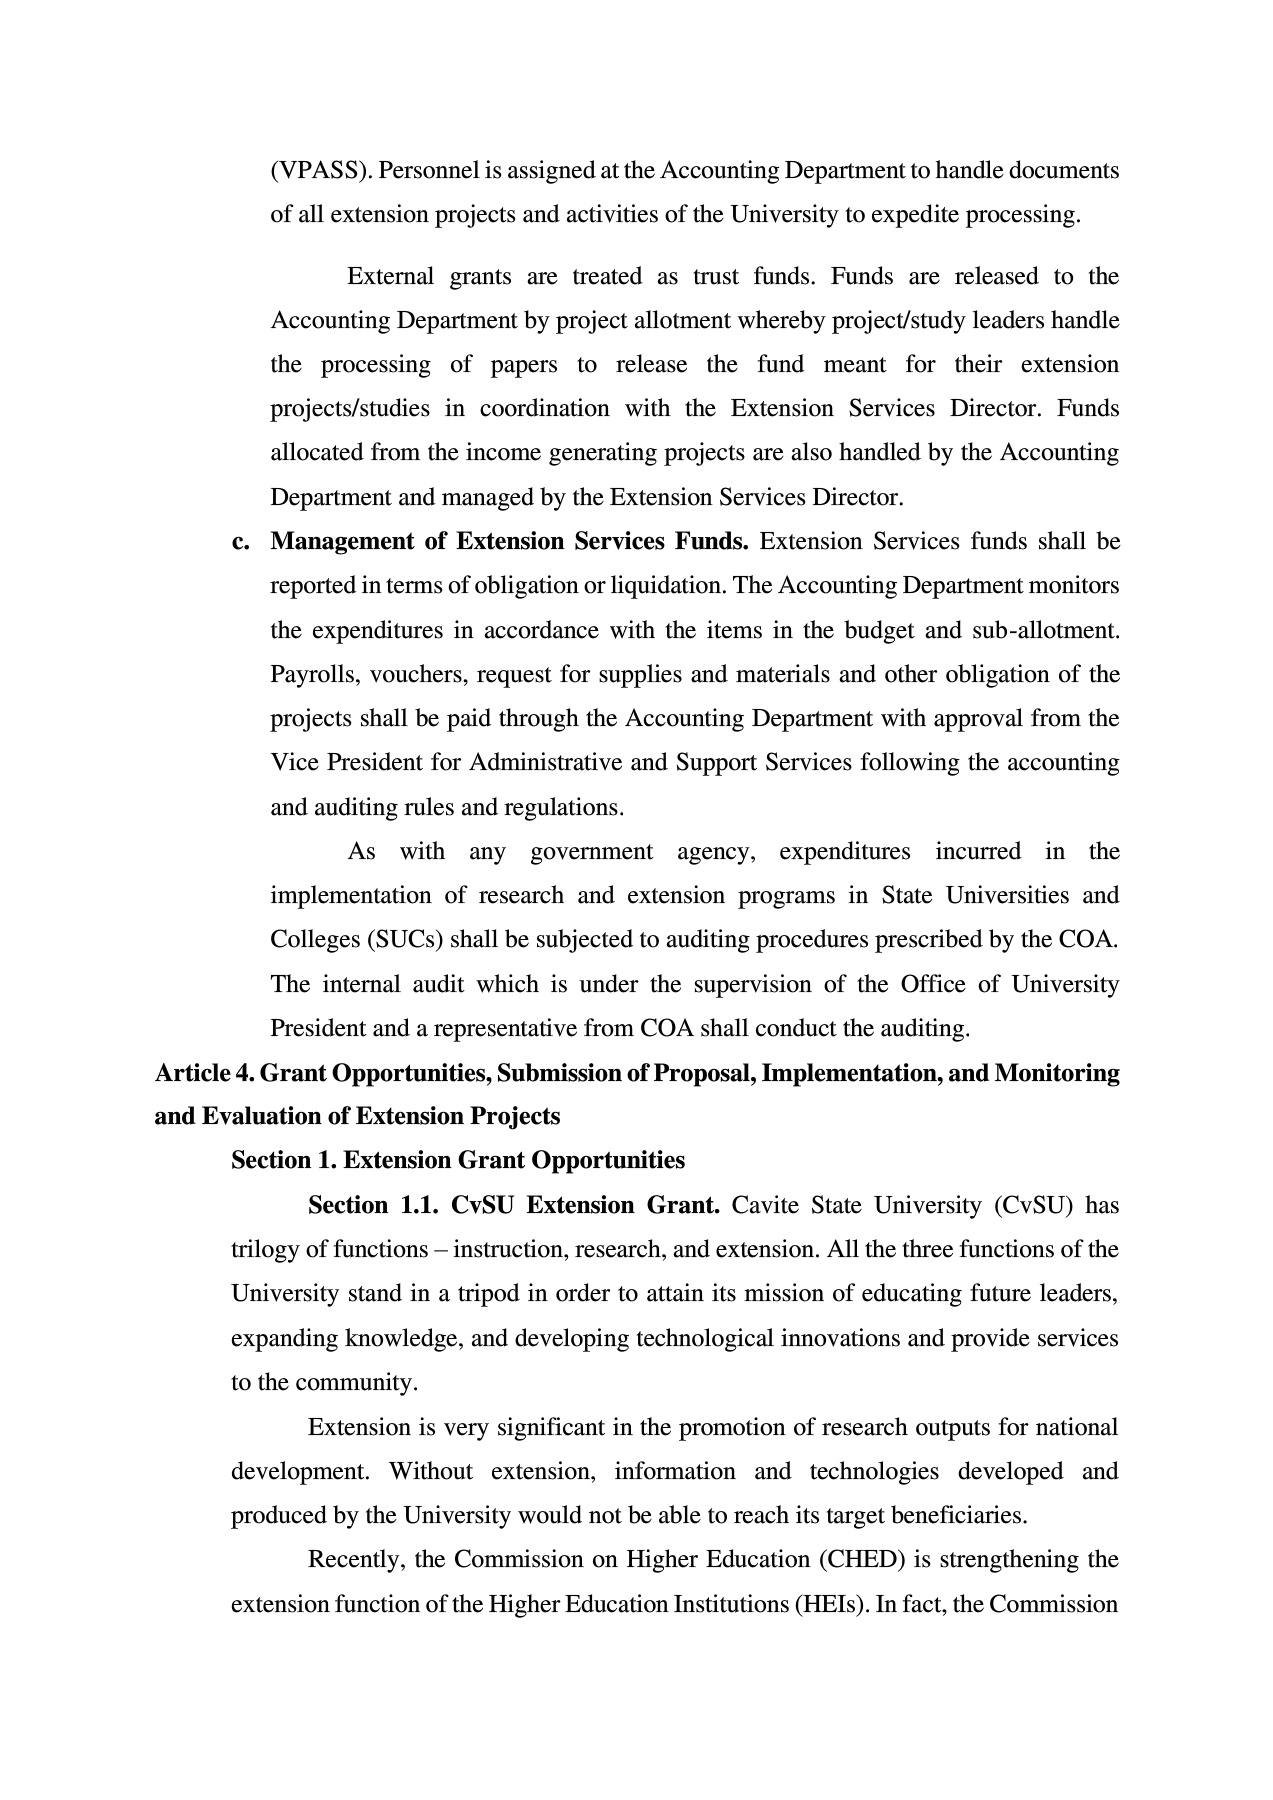 (VPASS). Personnel is assigned at the Accounting Department to handle documents
of all extension projects and activities of the University to expedite processing.
External grants are treated as trust funds. Funds are released to the
Accounting Department by project allotment whereby project/study leaders handle
the processing of papers to release the fund meant for their extension
projects/studies in coordination with the Extension Services Director. Funds
allocated from the income generating projects are also handled by the Accounting
Department and managed by the Extension Services Director.
c. Management of Extension Services Funds. Extension Services funds shall be
reported in terms of obligation or liquidation. The Accounting Department monitors
the expenditures in accordance with the items in the budget and sub-allotment.
Payrolls, vouchers, request for supplies and materials and other obligation of the
projects shall be paid through the Accounting Department with approval from the
Vice President for Administrative and Support Services following the accounting
and auditing rules and regulations.
As with any government agency, expenditures incurred in the
implementation of research and extension programs in State Universities and
Colleges (SUCs) shall be subjected to auditing procedures prescribed by the COA.
The internal audit which is under the supervision of the Office of University
President and a representative from COA shall conduct the auditing.
Article 4. Grant Opportunities, Submission of Proposal, Implementation, and Monitoring
and Evaluation of Extension Projects
Section 1. Extension Grant Opportunities
Section 1.1. CvSU Extension Grant. Cavite State University (CvSU) has
trilogy of functions – instruction, research, and extension. All the three functions of the
University stand in a tripod in order to attain its mission of educating future leaders,
expanding knowledge, and developing technological innovations and provide services
to the community.
Extension is very significant in the promotion of research outputs for national
development. Without extension, information and technologies developed and
produced by the University would not be able to reach its target beneficiaries.
Recently, the Commission on Higher Education (CHED) is strengthening the
extension function of the Higher Education Institutions (HEIs). In fact, the Commission